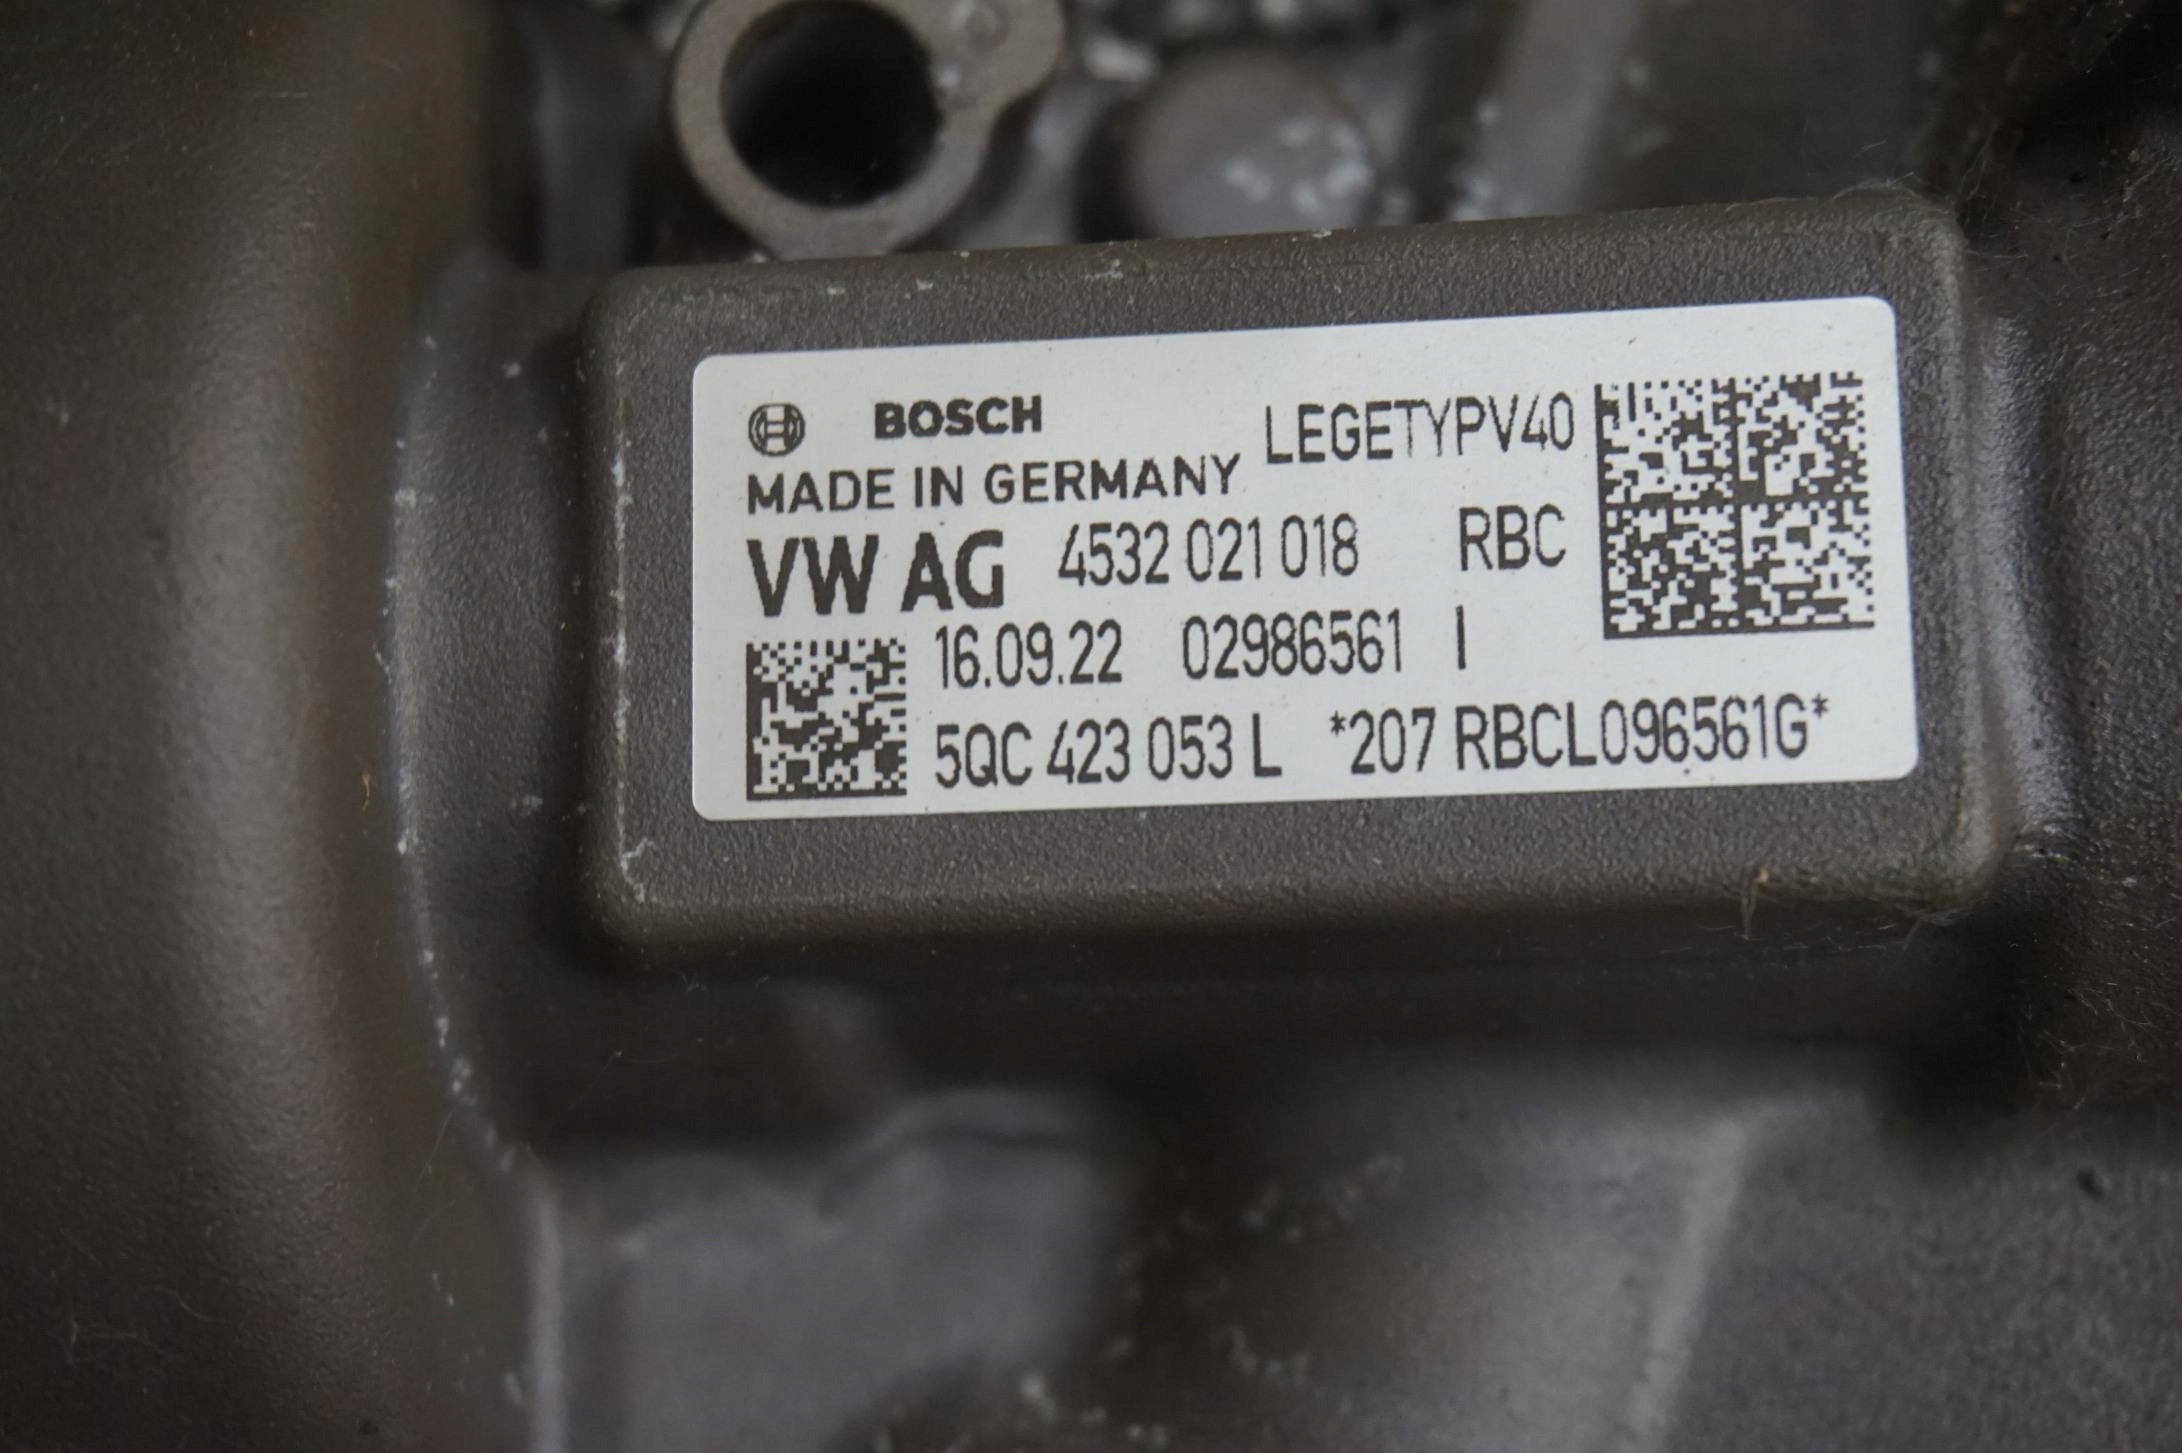 BOSCH LEGETYPV40
MADE IN GERMANY
VW AG 4532 021 018 RBC
16.09.22 02986561 I
5QC 423 053 L *207 RBCL096561G*